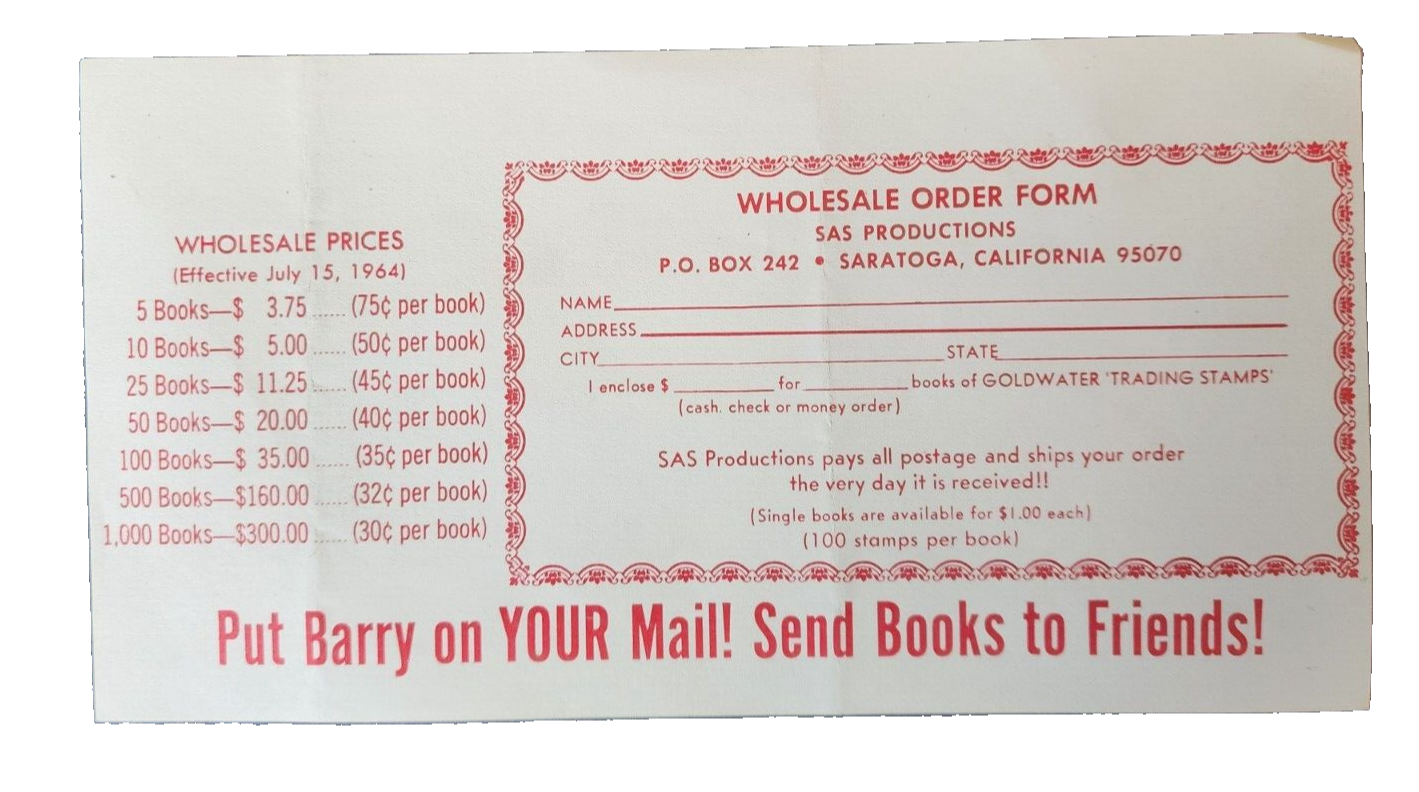 WHOLESALE PRICES
(Effective July 15, 1964)
5 Books—$ 3.75 ...... (75¢ per book)
10 Books—$ 5.00 ...... (50¢ per book)
25 Books—$ 11.25 ...... (45¢ per book)
50 Books—$ 20.00 ...... (40¢ per book)
100 Books—$ 35.00 ...... (35¢ per book)
500 Books—$160.00 ...... (32¢ per book)
1,000 Books—$300.00 ...... (30¢ per book)
WHOLESALE ORDER FORM
SAS PRODUCTIONS
P.O. BOX 242 • SARATOGA, CALIFORNIA 95070
NAME
ADDRESS
CITY STATE
I enclose $ for books of GOLDWATER 'TRADING STAMPS'
(cash. check or money order)
SAS Productions pays all postage and ships your order
the very day it is received!!
(Single books are available for $1.00 each)
(100 stamps per book)
Put Barry on YOUR Mail! Send Books to Friends!